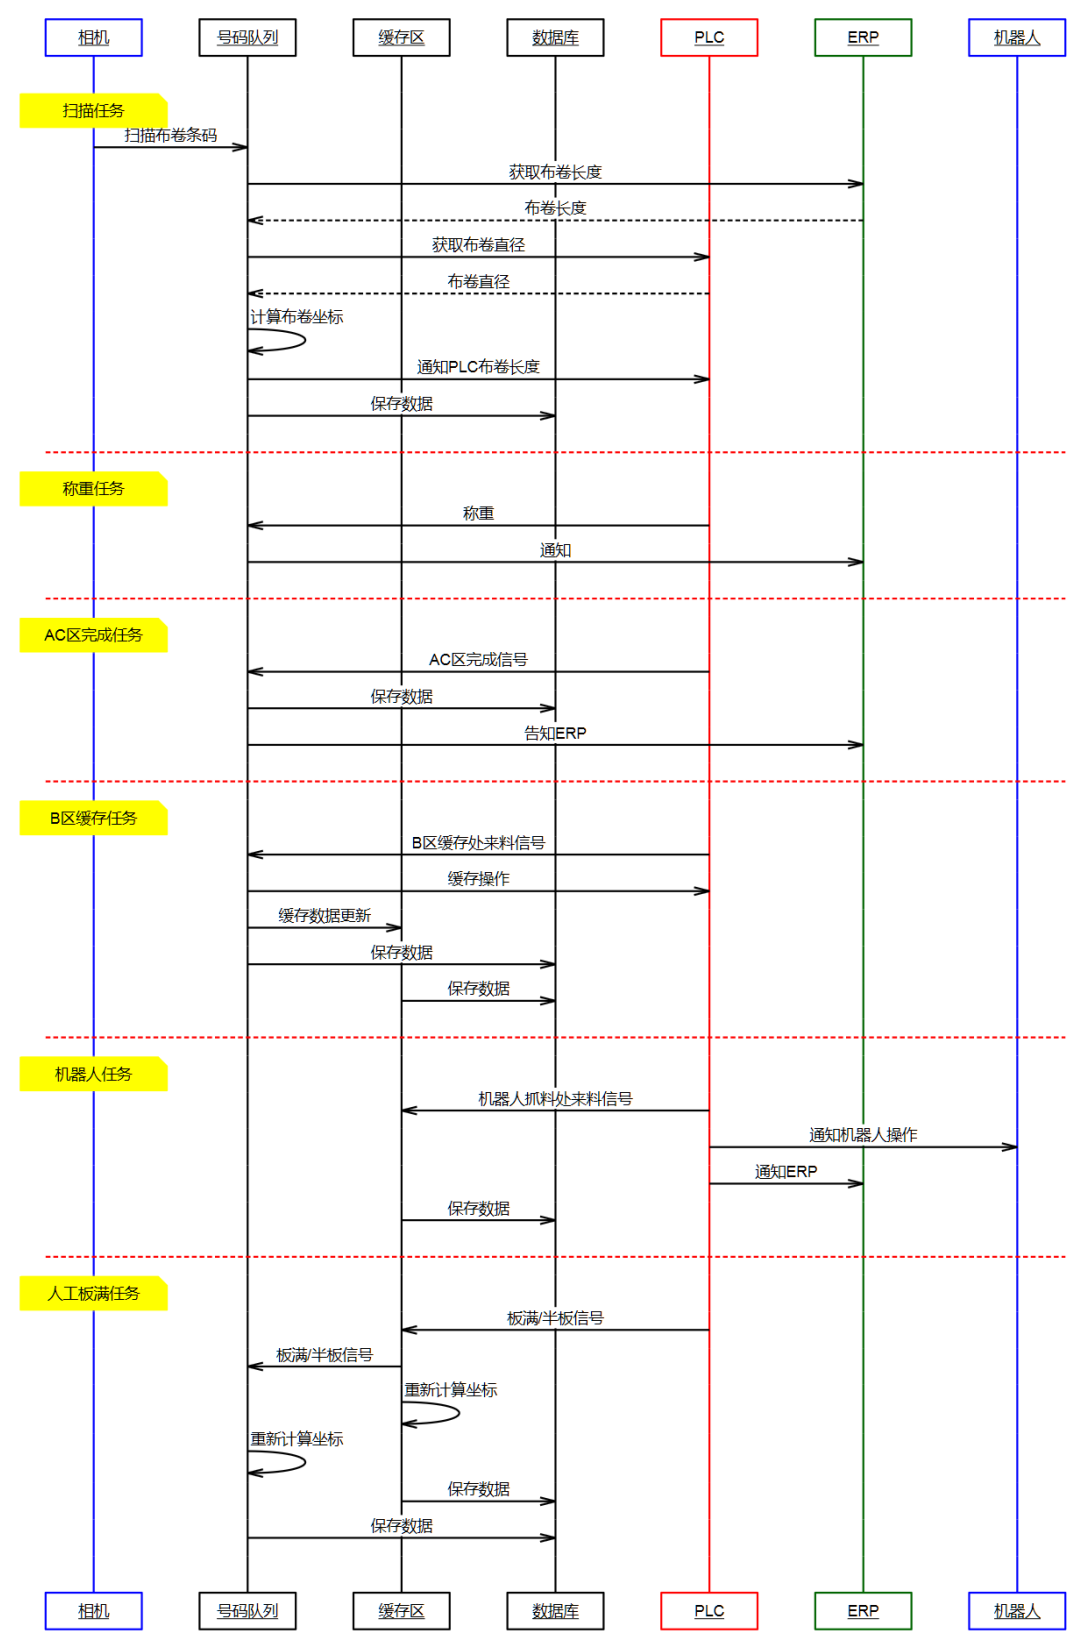 相机
号码队列
缓存区
数据库
PLC
ERP
机器人
扫描任务
扫描布卷条码
获取布卷长度
布卷长度
获取布卷直径
布卷直径
计算布卷坐标
通知PLC布卷长度
保存数据
称重任务
称重
通知
AC区完成任务
AC区完成信号
保存数据
告知ERP
B区缓存任务
B区缓存处来料信号
缓存操作
缓存数据更新
保存数据
保存数据
机器人任务
机器人抓料处来料信号
通知机器人操作
通知ERP
保存数据
人工板满任务
板满/半板信号
板满/半板信号
重新计算坐标
重新计算坐标
保存数据
保存数据
相机
号码队列
缓存区
数据库
PLC
ERP
机器人